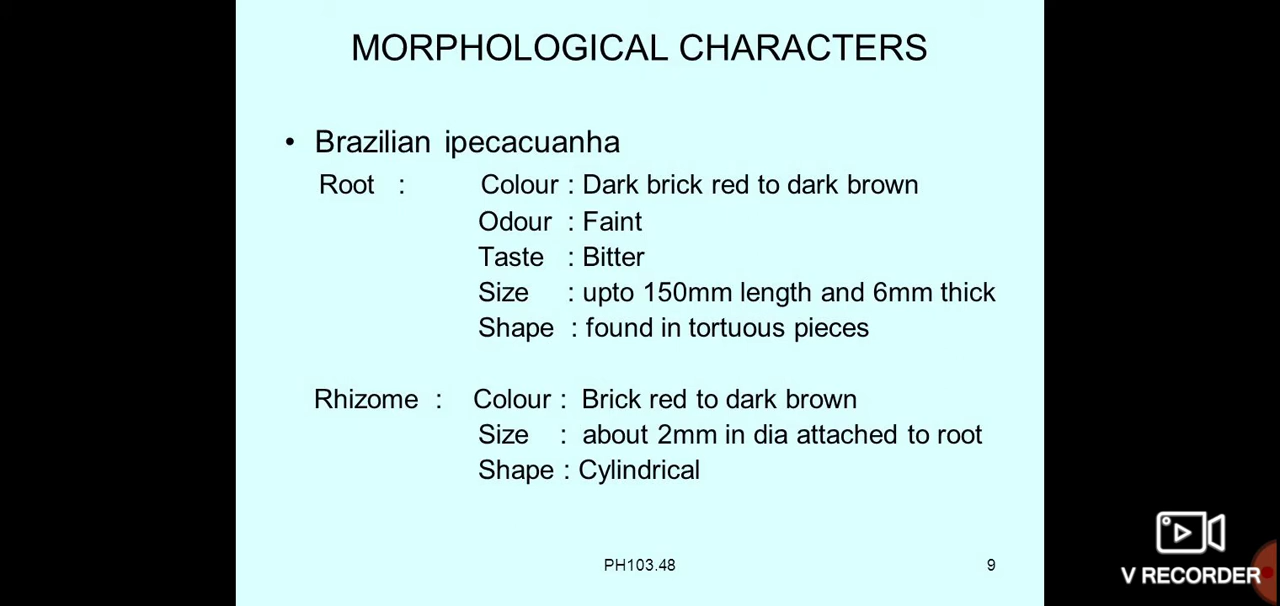 MORPHOLOGICAL CHARACTERS
• Brazilian ipecacuanha
Root : Colour : Dark brick red to dark brown
Odour : Faint
Taste : Bitter
Size : upto 150mm length and 6mm thick
Shape : found in tortuous pieces
Rhizome : Colour : Brick red to dark brown
Size : about 2mm in dia attached to root
Shape : Cylindrical
PH103.48 9
V RECORDER